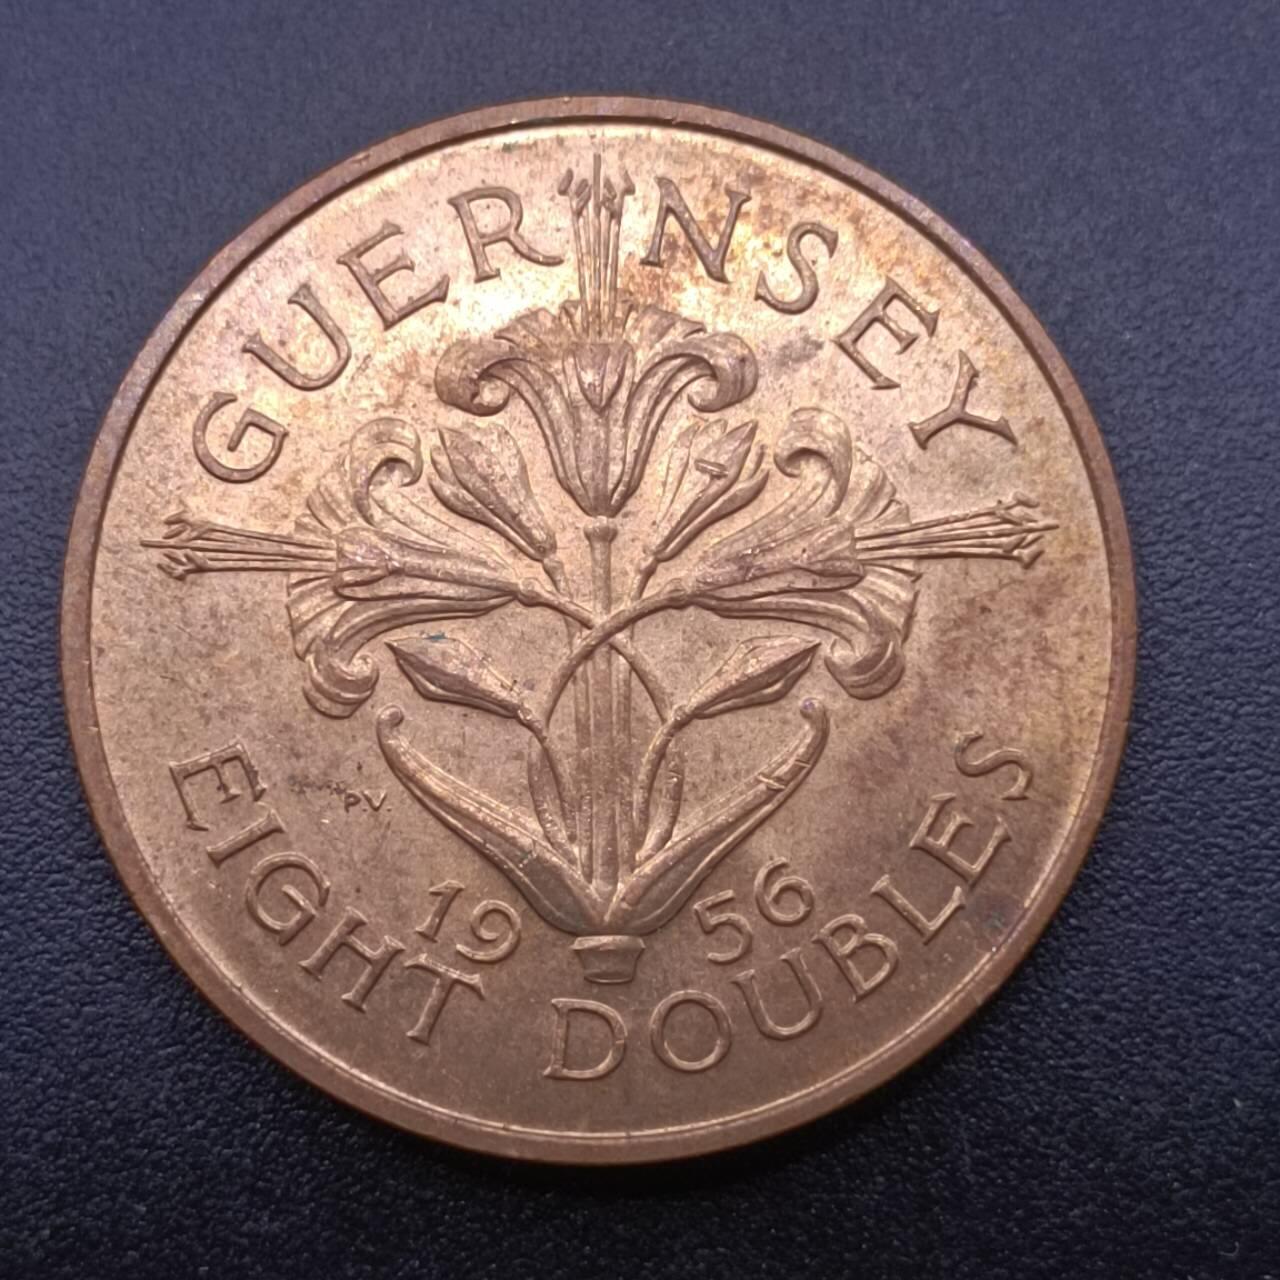 GUERNSEY
P.V.
19 56
EIGHT DOUBLES